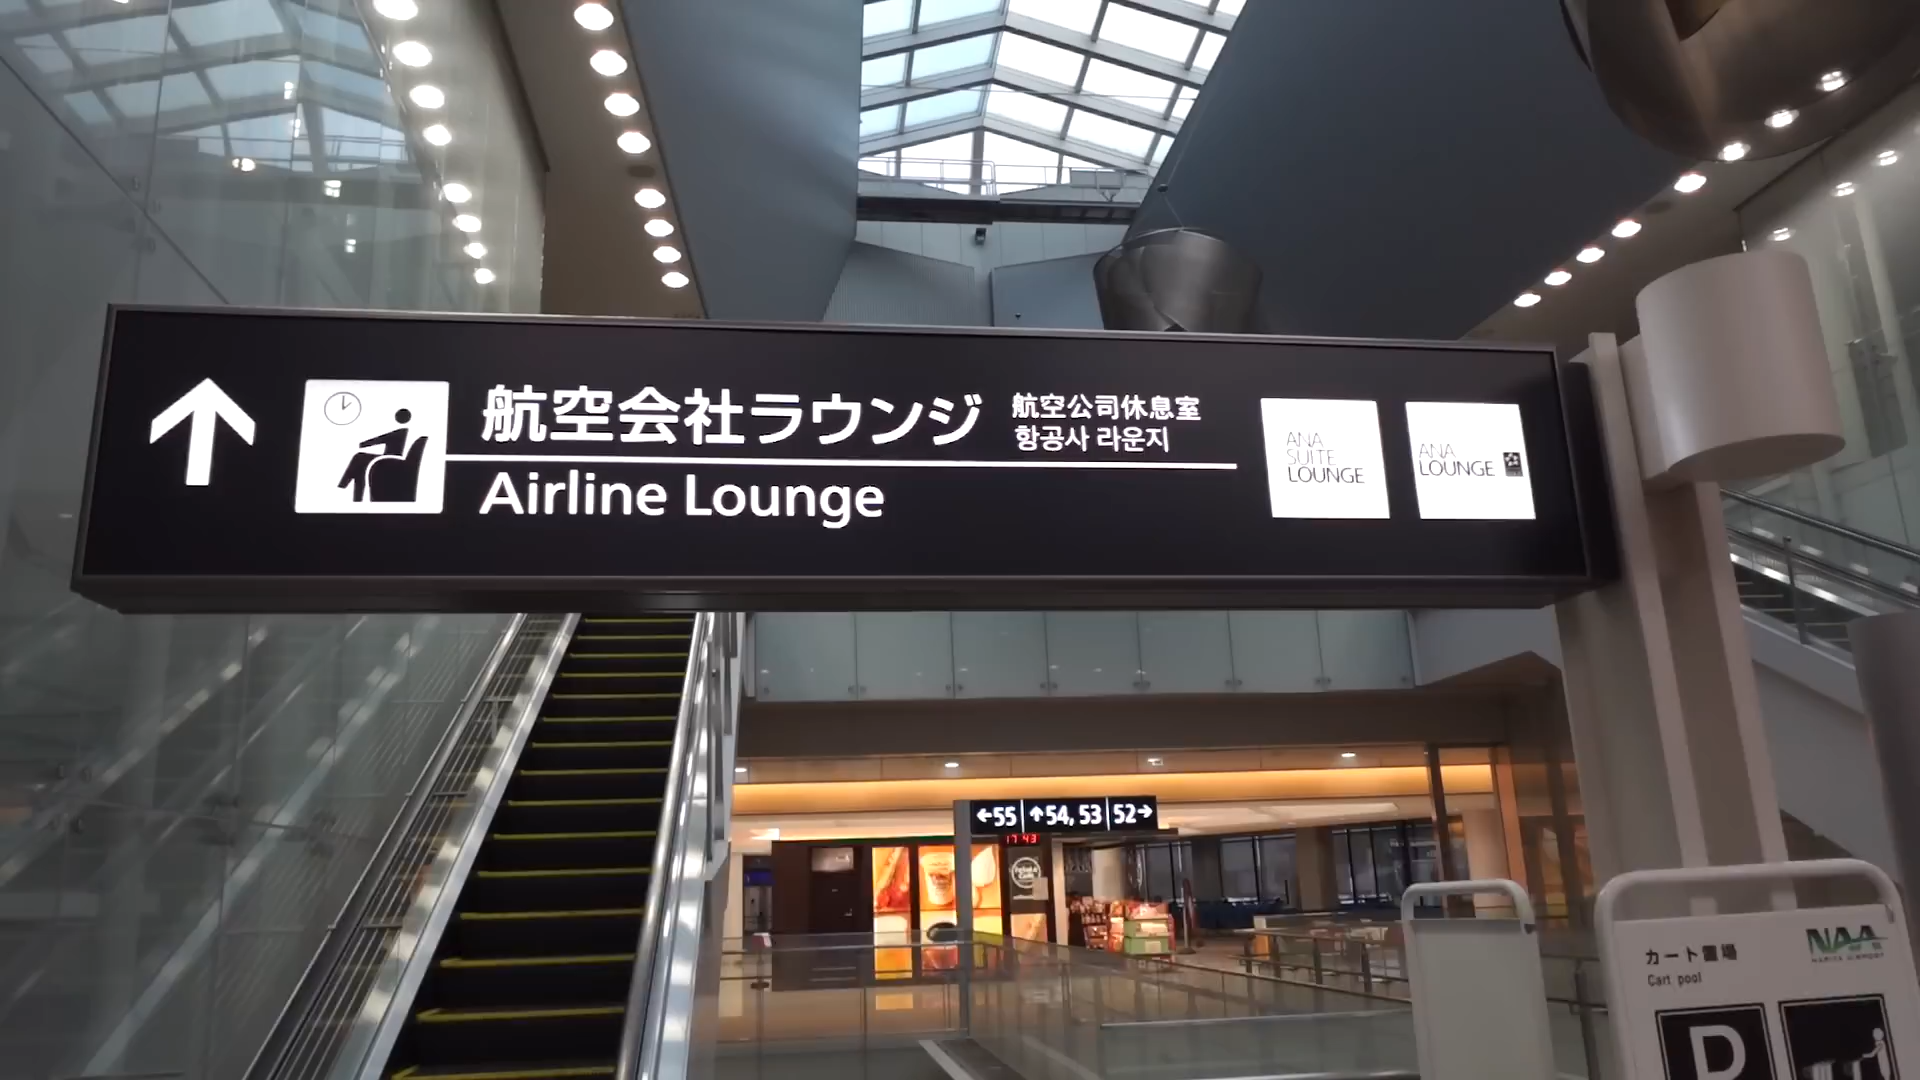 航空会社ラウンジ
航空公司休息室
항공사 라운지
Airline Lounge
ANA
SUITE
LOUNGE
ANA
LOUNGE
←55 ↑54, 53 52→
17 43
カート置場
Cart pool
NAA
D